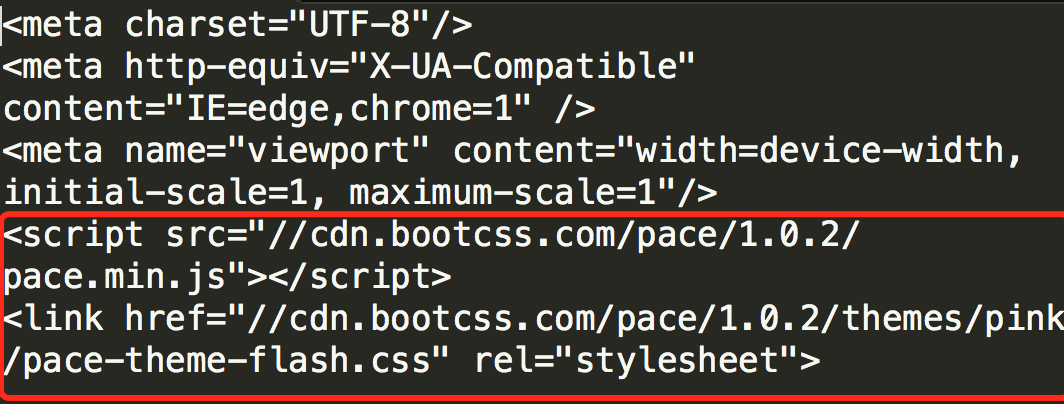 <meta charset="UTF-8"/>
<meta http-equiv="X-UA-Compatible"
content="IE=edge,chrome=1" />
<meta name="viewport" content="width=device-width,
initial-scale=1, maximum-scale=1"/>
<script src="//cdn.bootcss.com/pace/1.0.2/
pace.min.js"></script>
<link href="//cdn.bootcss.com/pace/1.0.2/themes/pink
/pace-theme-flash.css" rel="stylesheet">